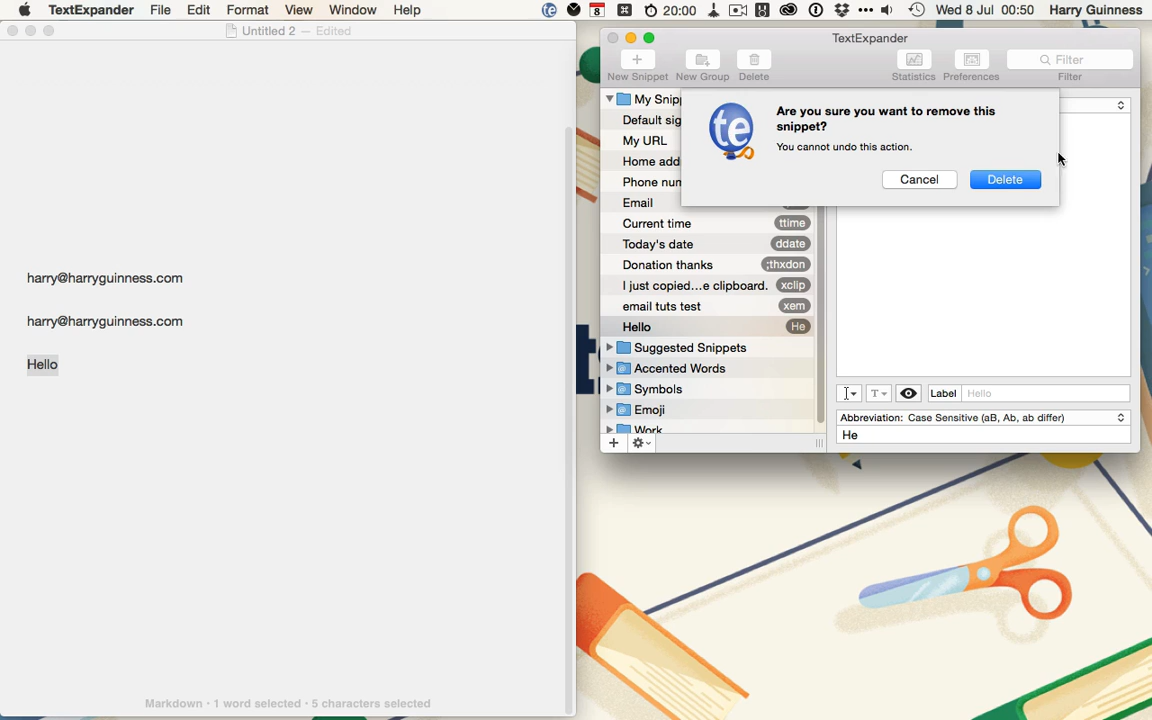 TextExpander File Edit Format View Window Help 8 20:00 Wed 8 Jul 00:50 Harry Guinness
Untitled 2 — Edited
harry@harryguinness.com
harry@harryguinness.com
Hello
Markdown • 1 word selected • 5 characters selected
TextExpander
New Snippet New Group Delete Statistics Preferences Filter
Filter
te
Are you sure you want to remove this
snippet?
You cannot undo this action.
Cancel Delete
My Snipp
Default sig
My URL
Home add
Phone num
Email
Current time ttime
Today's date ddate
Donation thanks ;thxdon
I just copied...e clipboard. xclip
email tuts test xem
Hello He
Suggested Snippets
Accented Words
Symbols
Emoji
Work
Label Hello
Abbreviation: Case Sensitive (aB, Ab, ab differ)
He